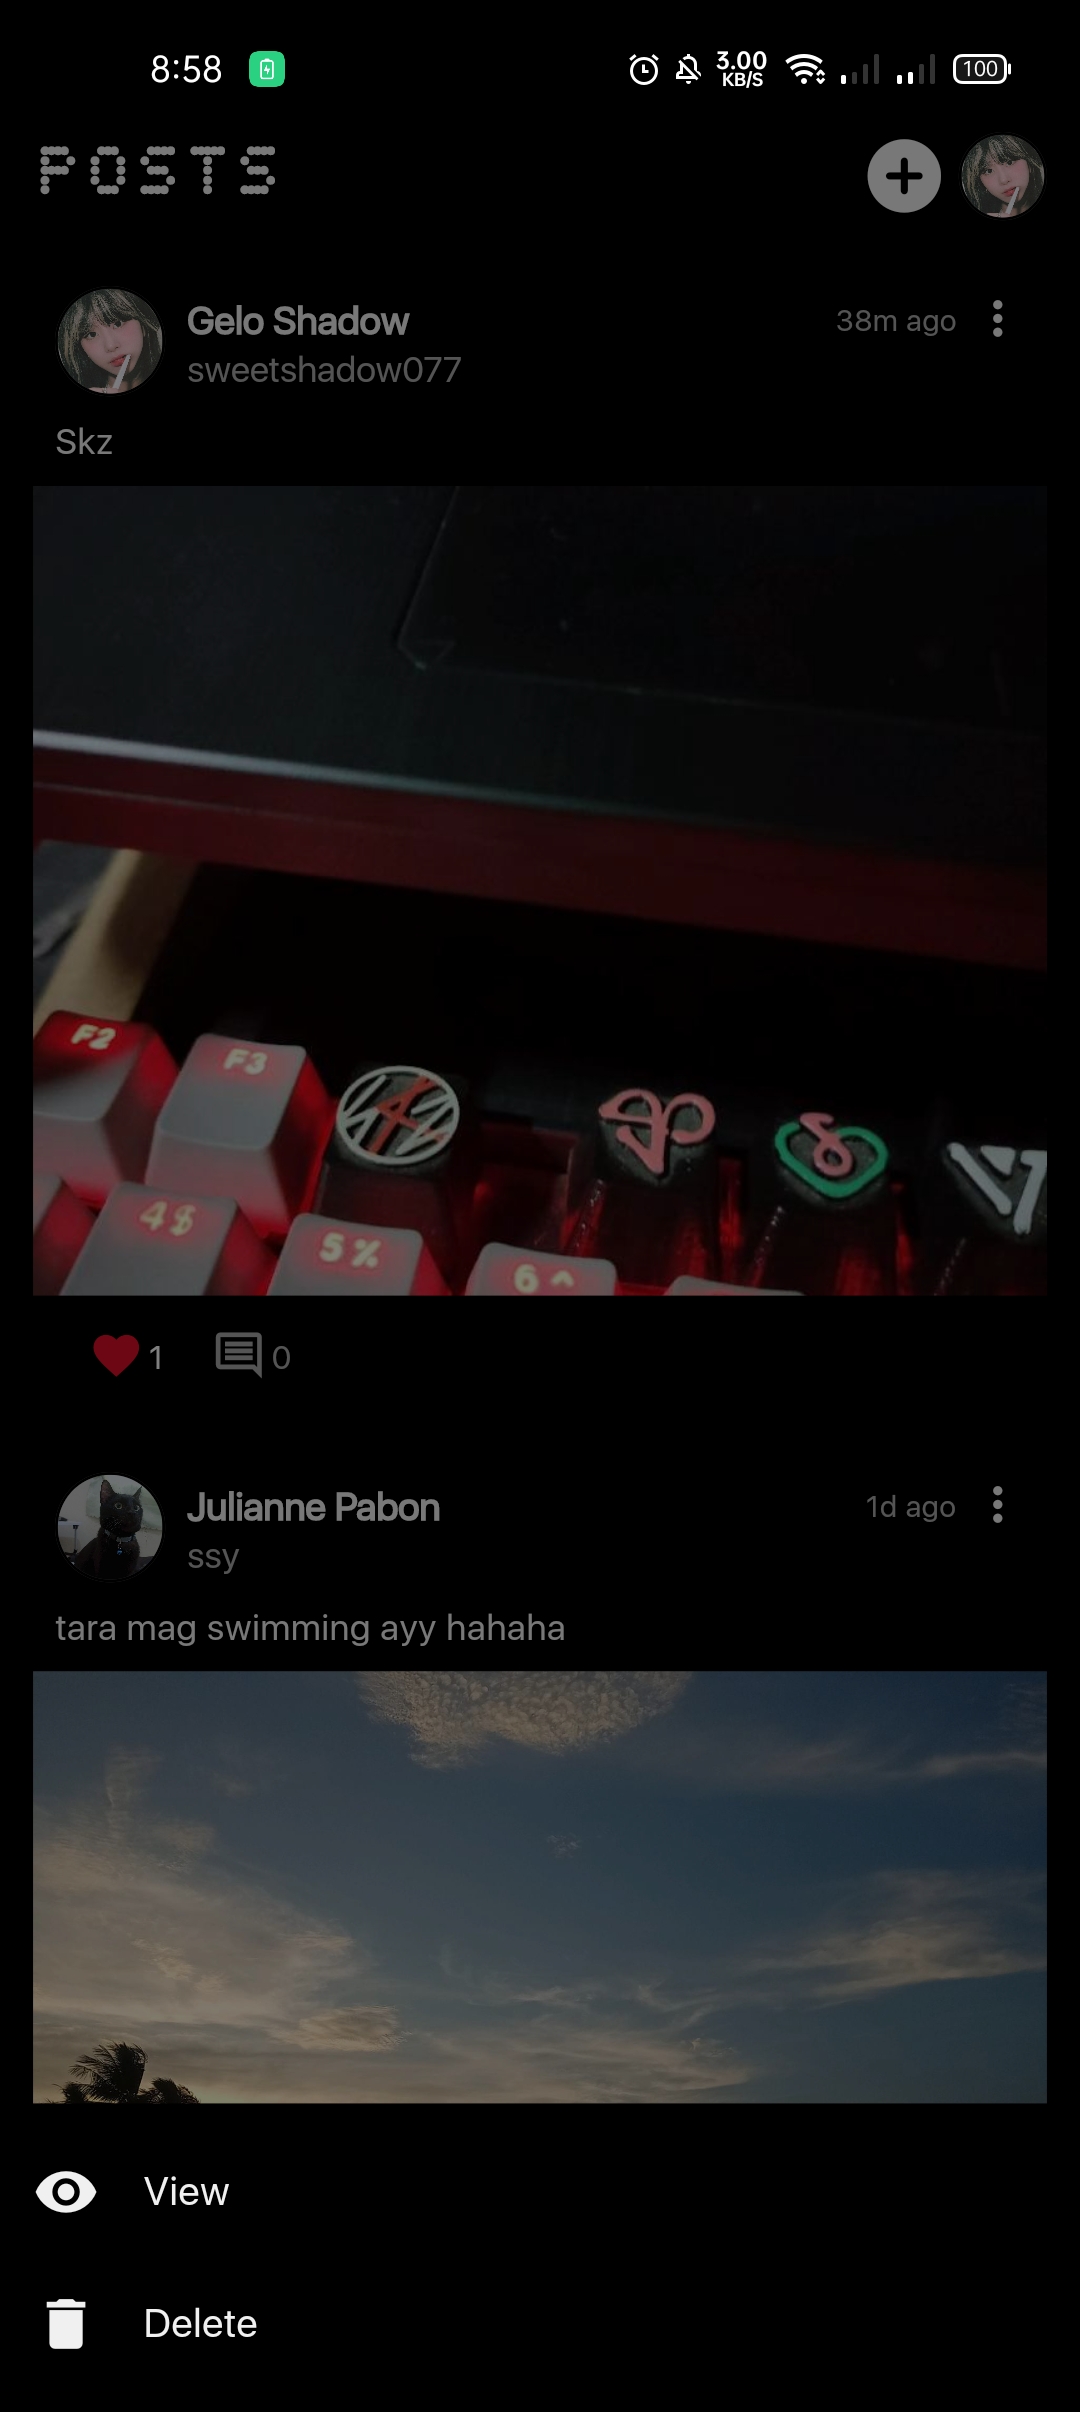 8:58
3.00
KB/S
100
POSTS
Gelo Shadow
38m ago
sweetshadow077
Skz
F2
F3
4 $
5 %
6 ^
1
0
Julianne Pabon
1d ago
ssy
tara mag swimming ayy hahaha
View
Delete